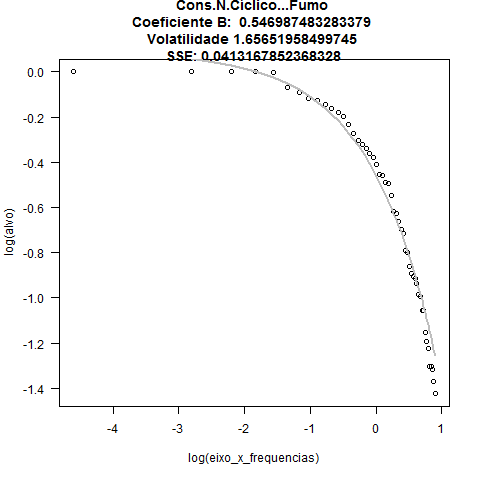 Cons.N.Ciclico...Fumo
Coeficiente B: 0.546987483283379
Volatilidade 1.65651958499745
SSE: 0.0413167852368328
0.0
-0.2
-0.4
-0.6
-0.8
-1.0
-1.2
-1.4
log(alvo)
-4
-3
-2
-1
0
1
log(eixo_x_frequencias)